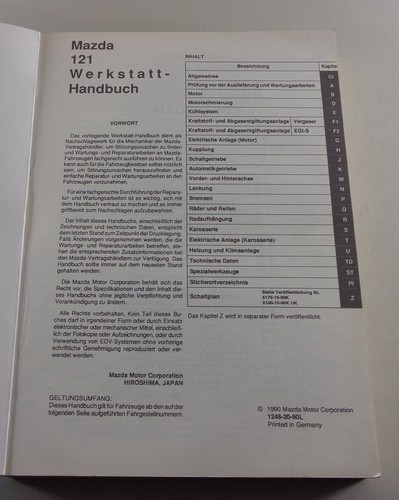 Mazda
121
Werkstatt-
Handbuch
VORWORT
Das vorliegende Werkstatt-Handbuch dient als
Nachschlagewerk für die Mechaniker der Mazda-
Vertragshändler, um Störungsursachen zu finden
und Wartungs- und Reparaturarbeiten an Mazda
Fahrzeugen fachgerecht ausführen zu können. Es
kann auch für die Fahrzeugbesitzer selbst nützlich
sein, um Störungsursachen herauszufinden und
einfache Reparatur- und Wartungsarbeiten an den
Fahrzeugen vorzunehmen.
Für eine fachgerechte Durchführung der Repara-
tur- und Wartungsarbeiten ist es wichtig, sich mit
dem Handbuch vertraut zu machen und es immer
griffbereit zum Nachschlagen aufzubewahren.
Der Inhalt dieses Handbuchs, einschließlich der
Zeichnungen und technischen Daten, entspricht
dem letzten Stand zum Zeitpunkt der Drucklegung.
Falls Änderungen vorgenommen werden, die die
Wartungs- und Reparaturarbeiten betreffen, ste-
hen die entsprechenden Zusatzinformationen bei
den Mazda-Vertragshändlern zur Verfügung. Das
Handbuch sollte immer auf dem neuesten Stand
gehalten werden.
Die Mazda Motor Corporation behält sich das
Recht vor, die Spezifikationen und den Inhalt die-
ses Handbuchs ohne jegliche Verpflichtung und
Vorankündigung zu ändern.
Alle Rechte vorbehalten. Kein Teil dieses Bu-
ches darf in irgendeiner Form oder durch Einsatz
elektronischer oder mechanischer Mittel, einschließ-
lich der Fotokopie oder Aufzeichnungen, oder durch
Verwendung von EDV-Systemen ohne vorherige
schriftliche Genehmigung reproduziert oder ver-
wendet werden.
Mazda Motor Corporation
HIROSHIMA, JAPAN
GELTUNGSUMFANG:
Dieses Handbuch gilt für Fahrzeuge ab den auf der
folgenden Seite aufgeführten Fahrgestellnummern.
INHALT
Bezeichnung Kapitel
Allgemeines GI
Prüfung vor der Auslieferung und Wartungsarbeiten A
Motor B
Motorschmierung D
Kühlsystem E
Kraftstoff- und Abgasentgiftungsanlage Vergaser F1
Kraftstoff- und Abgasentgiftungsanlage EGI-S F2
Elektrische Anlage (Motor) G
Kupplung H
Schaltgetriebe J
Automatikgetriebe K
Vorder- und Hinterachse M
Lenkung N
Bremsen P
Räder und Reifen Q
Radaufhängung R
Karosserie S
Elektrische Anlage (Karosserie) T
Heizung und Klimaanlage U
Technische Daten TD
Spezialwerkzeuge ST
Stichwortverzeichnis PI
Schaltplan Siehe Veröffentlichung Nr. Z
Das Kapitel Z wird in separater Form veröffentlicht.
© 1990 Mazda Motor Corporation
1248-20-90L
Printed in Germany